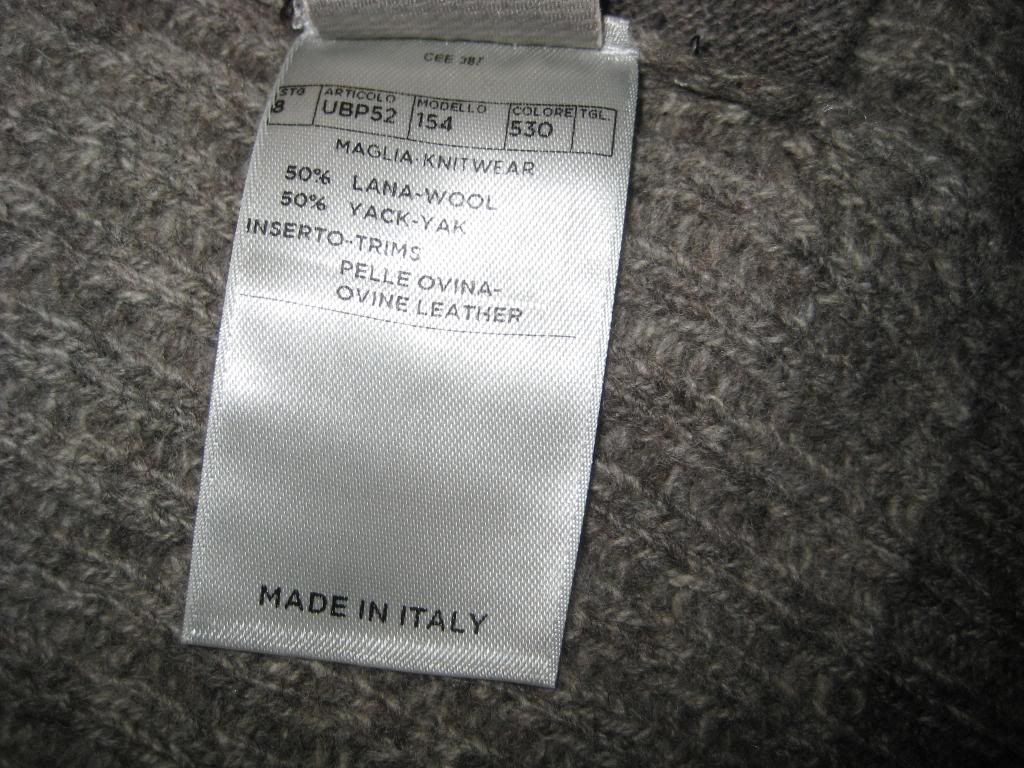 CEE 387
STG ARTICOLO MODELLO COLORE TGL.
8 UBP52 154 530
MAGLIA-KNITWEAR
50% LANA-WOOL
50% YACK-YAK
INSERTO-TRIMS
PELLE OVINA-
OVINE LEATHER
MADE IN ITALY